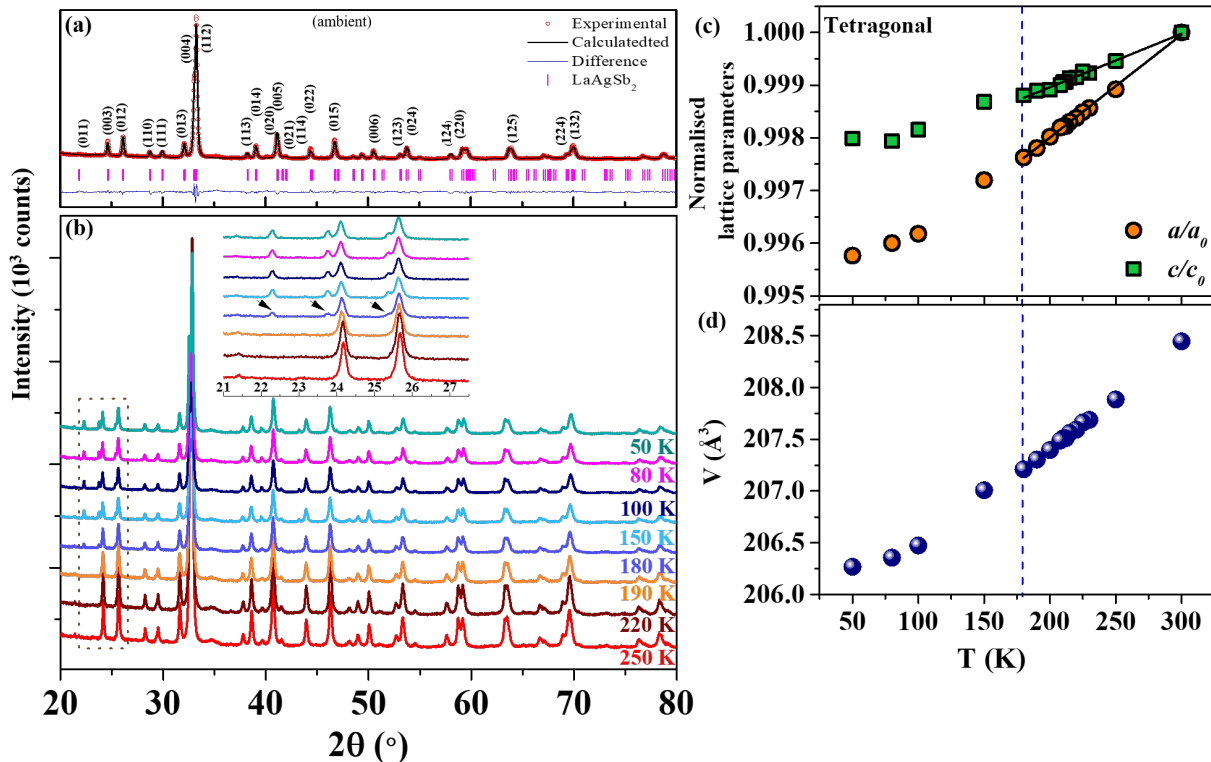 (a)
(ambient)
Experimental
Calculatedted
Difference
LaAgSb₂
(011)
(003)
(012)
(110)
(111)
(013)
(004)
(112)
(113)
(014)
(020)
(005)
(021)
(114)
(022)
(015)
(006)
(123)
(024)
(124)
(220)
(125)
(224)
(132)
(b)
21 22 23 24 25 26 27
50 K
80 K
100 K
150 K
180 K
190 K
220 K
250 K
Intensity (10³ counts)
20 30 40 50 60 70 80
2θ (°)
(c)
Tetragonal
Normalised
lattice parameters
1.000
0.999
0.998
0.997
0.996
0.995
a/a₀
c/c₀
(d)
V (Å³)
208.5
208.0
207.5
207.0
206.5
206.0
50 100 150 200 250 300
T (K)